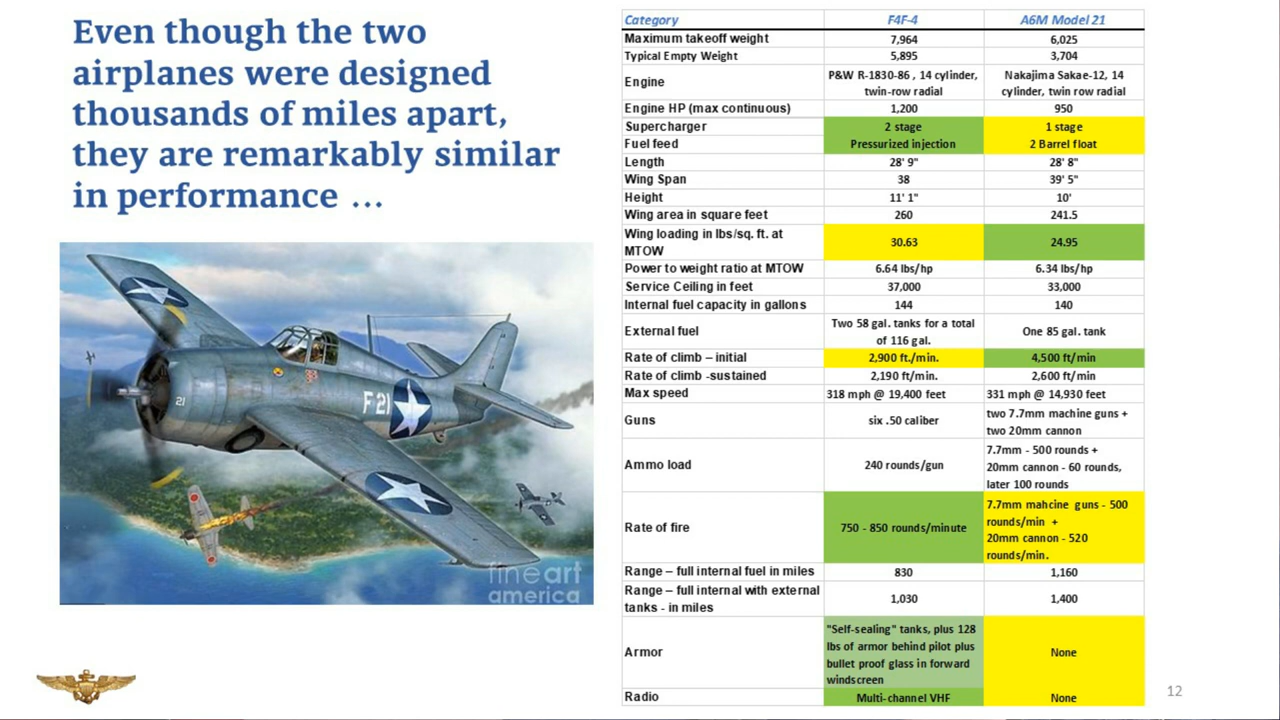 Even though the two
airplanes were designed
thousands of miles apart,
they are remarkably similar
in performance …
21
F 21
fineart
america
Category F4F-4 A6M Model 21
Maximum takeoff weight 7,964 6,025
Typical Empty Weight 5,895 3,704
Engine P&W R-1830-86 , 14 cylinder, twin-row radial Nakajima Sakae-12, 14 cylinder, twin row radial
Engine HP (max continuous) 1,200 950
Supercharger 2 stage 1 stage
Fuel feed Pressurized injection 2 Barrel float
Length 28' 9" 28' 8"
Wing Span 38 39' 5"
Height 11' 1" 10'
Wing area in square feet 260 241.5
Wing loading in lbs/sq. ft. at MTOW 30.63 24.95
Power to weight ratio at MTOW 6.64 lbs/hp 6.34 lbs/hp
Service Ceiling in feet 37,000 33,000
Internal fuel capacity in gallons 144 140
External fuel Two 58 gal. tanks for a total of 116 gal. One 85 gal. tank
Rate of climb – initial 2,900 ft./min. 4,500 ft/min
Rate of climb -sustained 2,190 ft/min. 2,600 ft/min
Max speed 318 mph @ 19,400 feet 331 mph @ 14,930 feet
Guns six .50 caliber two 7.7mm machine guns + two 20mm cannon
Ammo load 240 rounds/gun 7.7mm - 500 rounds + 20mm cannon - 60 rounds, later 100 rounds
Rate of fire 750 - 850 rounds/minute 7.7mm mahcine guns - 500 rounds/min + 20mm cannon - 520 rounds/min.
Range – full internal fuel in miles 830 1,160
Range – full internal with external tanks - in miles 1,030 1,400
Armor "Self-sealing" tanks, plus 128 lbs of armor behind pilot plus bullet proof glass in forward windscreen None
Radio Multi-channel VHF None
12